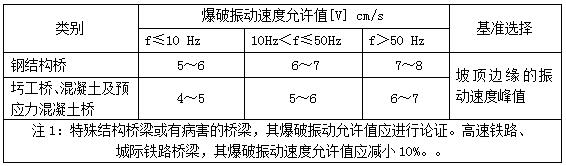 类别
爆破振动速度允许值[V] cm/s
基准选择
f≤10 Hz
10Hz<f≤50Hz
f>50 Hz
钢结构桥
5～6
6～7
7～8
坡顶边缘的振
动速度峰值
圬工桥、混凝土及预
应力混凝土桥
4～5
5～6
6～7
注1：特殊结构桥梁或有病害的桥梁，其爆破振动允许值应进行论证。高速铁路、
城际铁路桥梁，其爆破振动速度允许值应减小10%。。